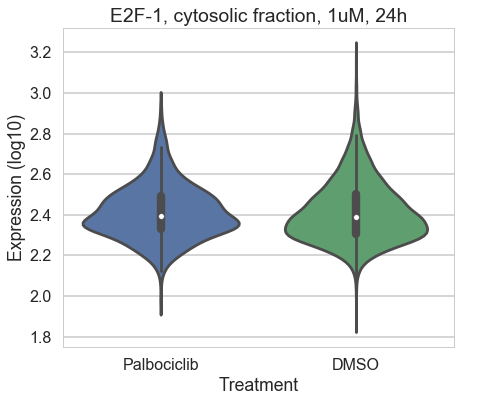 E2F-1, cytosolic fraction, 1uM, 24h
Expression (log10)
3.2
3.0
2.8
2.6
2.4
2.2
2.0
1.8
Palbociclib
DMSO
Treatment